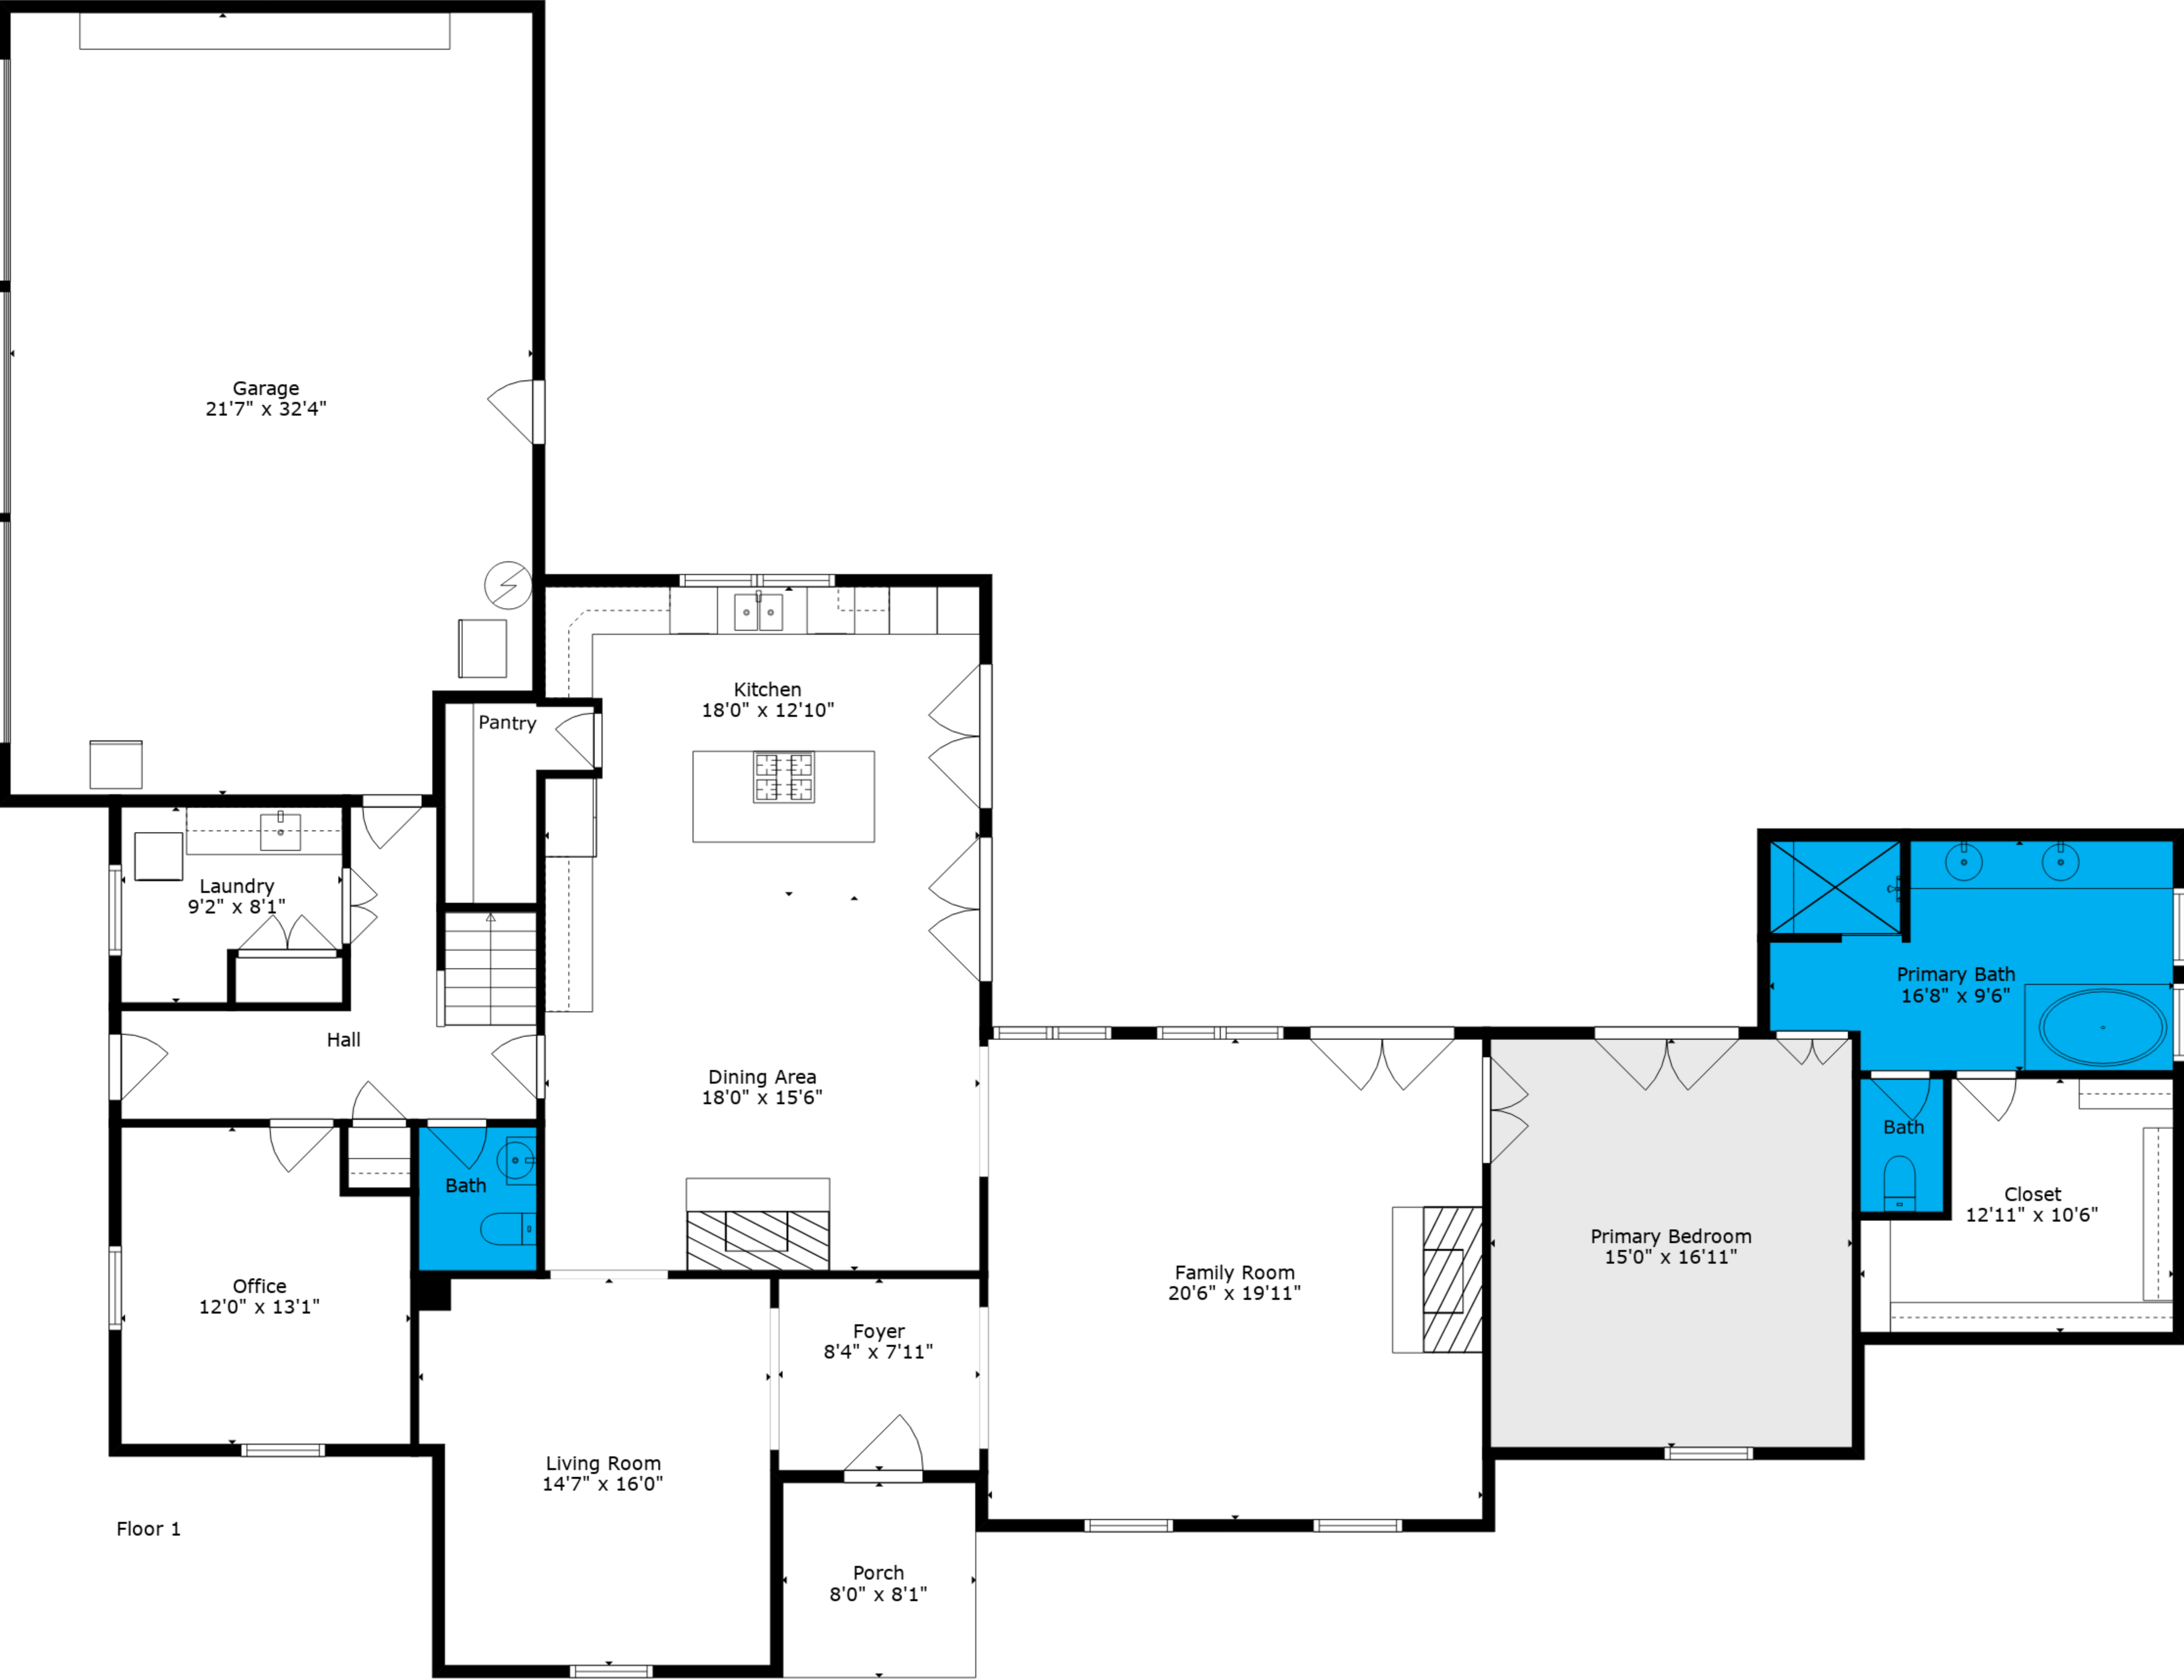 Garage
21'7" x 32'4"
Kitchen
18'0" x 12'10"
Pantry
Laundry
9'2" x 8'1"
Hall
Dining Area
18'0" x 15'6"
Primary Bath
16'8" x 9'6"
Bath
Bath
Closet
12'11" x 10'6"
Primary Bedroom
15'0" x 16'11"
Family Room
20'6" x 19'11"
Office
12'0" x 13'1"
Foyer
8'4" x 7'11"
Living Room
14'7" x 16'0"
Floor 1
Porch
8'0" x 8'1"